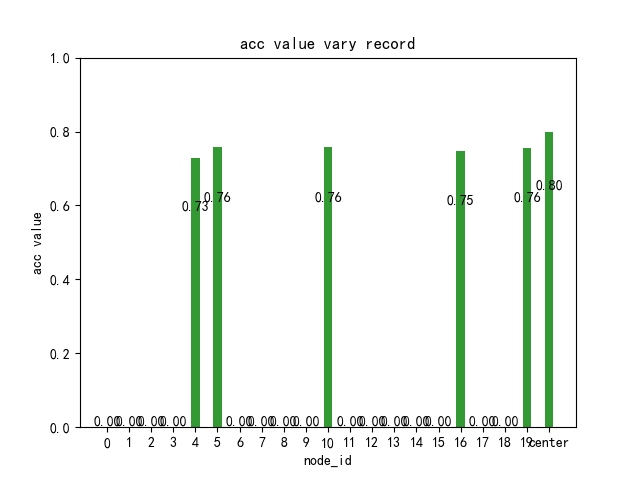 acc value vary record
1.0
0.8
0.6
0.4
0.2
0.0
acc value
0.00 0.00 0.00 0.00 0.73 0.76 0.00 0.00 0.00 0.00 0.76 0.00 0.00 0.00 0.00 0.00 0.75 0.00 0.00 0.76 0.80
0 1 2 3 4 5 6 7 8 9 10 11 12 13 14 15 16 17 18 19 center
node_id